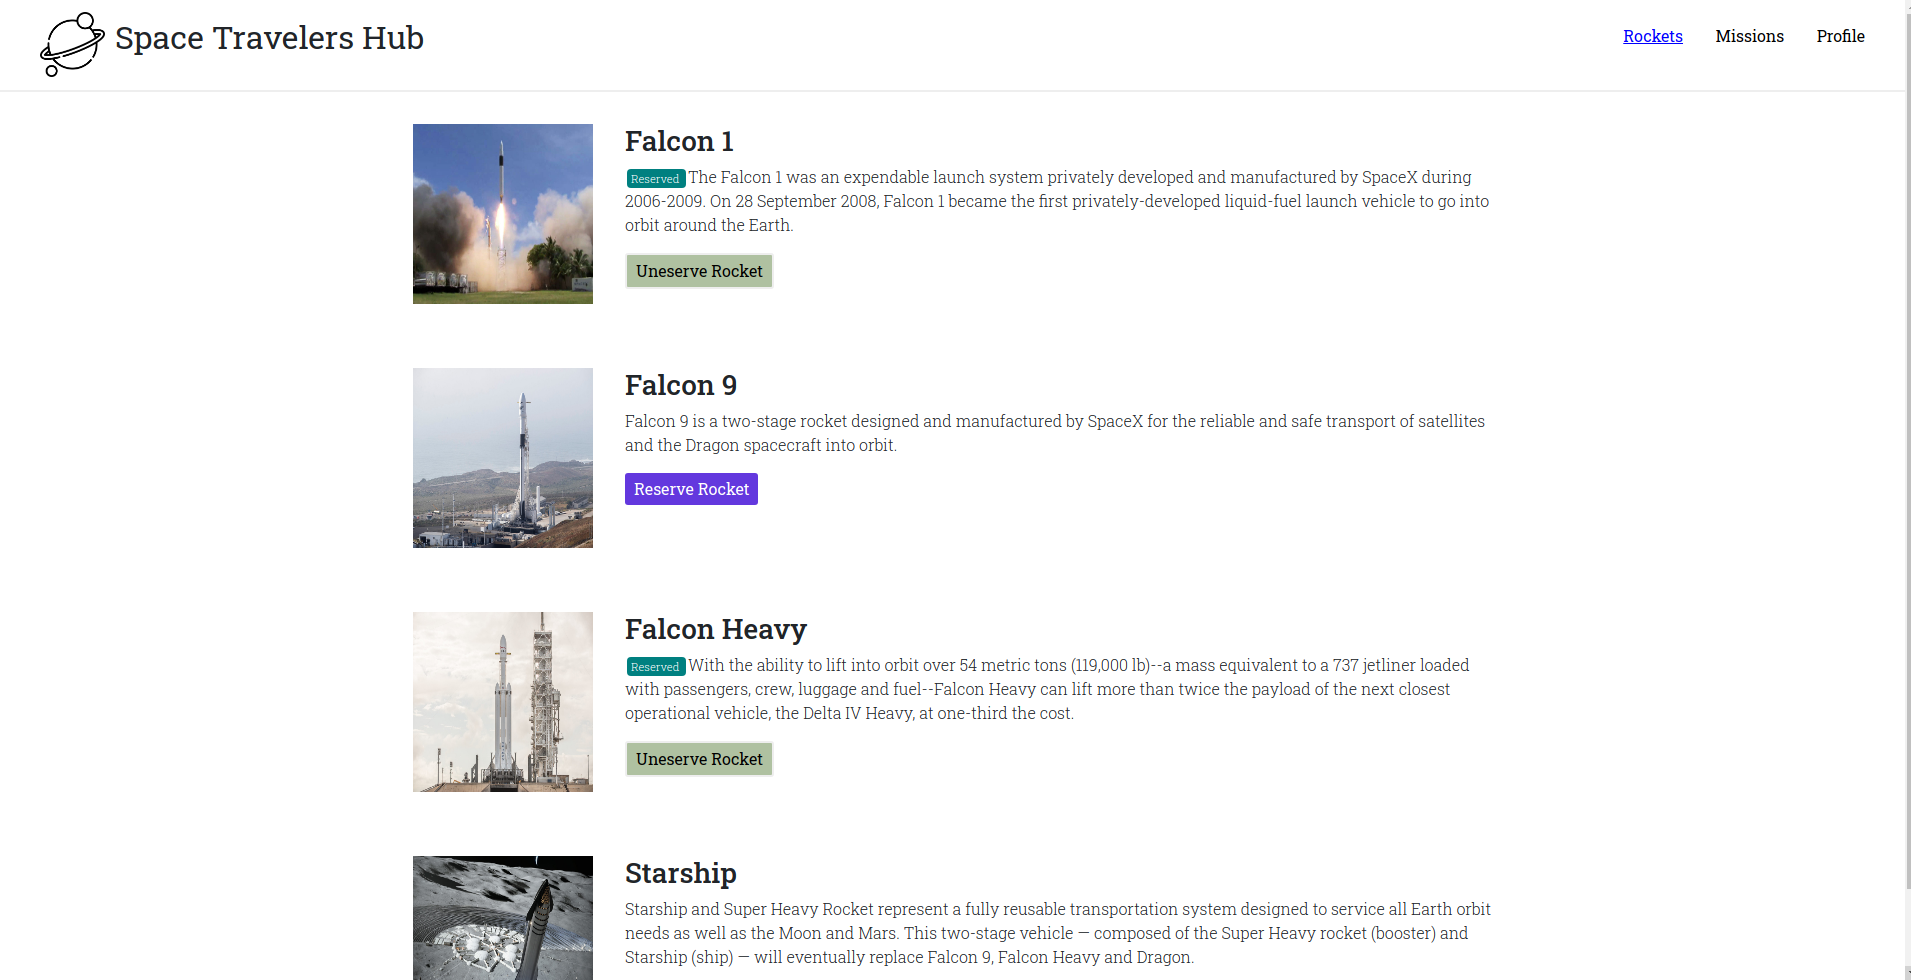 Space Travelers Hub
Rockets Missions Profile
Falcon 1
Reserved The Falcon 1 was an expendable launch system privately developed and manufactured by SpaceX during
2006-2009. On 28 September 2008, Falcon 1 became the first privately-developed liquid-fuel launch vehicle to go into
orbit around the Earth.
Uneserve Rocket
Falcon 9
Falcon 9 is a two-stage rocket designed and manufactured by SpaceX for the reliable and safe transport of satellites
and the Dragon spacecraft into orbit.
Reserve Rocket
Falcon Heavy
Reserved With the ability to lift into orbit over 54 metric tons (119,000 lb)--a mass equivalent to a 737 jetliner loaded
with passengers, crew, luggage and fuel--Falcon Heavy can lift more than twice the payload of the next closest
operational vehicle, the Delta IV Heavy, at one-third the cost.
Uneserve Rocket
Starship
Starship and Super Heavy Rocket represent a fully reusable transportation system designed to service all Earth orbit
needs as well as the Moon and Mars. This two-stage vehicle — composed of the Super Heavy rocket (booster) and
Starship (ship) — will eventually replace Falcon 9, Falcon Heavy and Dragon.